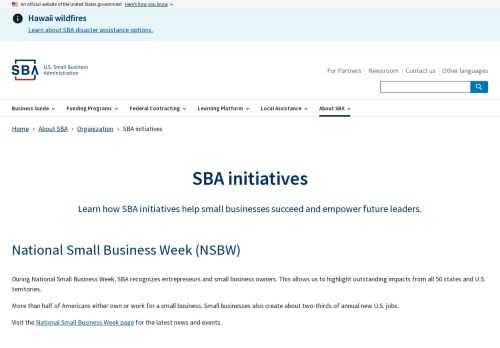 An official website of the United States government Here's how you know
Hawaii wildfires
Learn about SBA disaster assistance options.
SBA U.S. Small Business
Administration
For Partners Newsroom Contact us Other languages
Business Guide Funding Programs Federal Contracting Learning Platform Local Assistance About SBA
Home > About SBA > Organization > SBA initiatives
SBA initiatives
Learn how SBA initiatives help small businesses succeed and empower future leaders.
National Small Business Week (NSBW)
During National Small Business Week, SBA recognizes entrepreneurs and small business owners. This allows us to highlight outstanding impacts from all 50 states and U.S.
territories.
More than half of Americans either own or work for a small business. Small businesses also create about two-thirds of annual new U.S. jobs.
Visit the National Small Business Week page for the latest news and events.